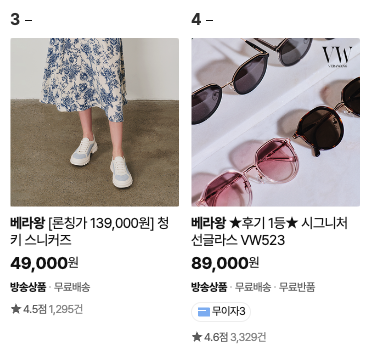 3 –
4 –
VW
베라왕 [론칭가 139,000원] 청키 스니커즈
49,000원
방송상품 · 무료배송
★ 4.5점 1,295건
베라왕 ★후기 1등★ 시그니처 선글라스 VW523
89,000원
방송상품 · 무료배송 · 무료반품
무이자3
★ 4.6점 3,329건